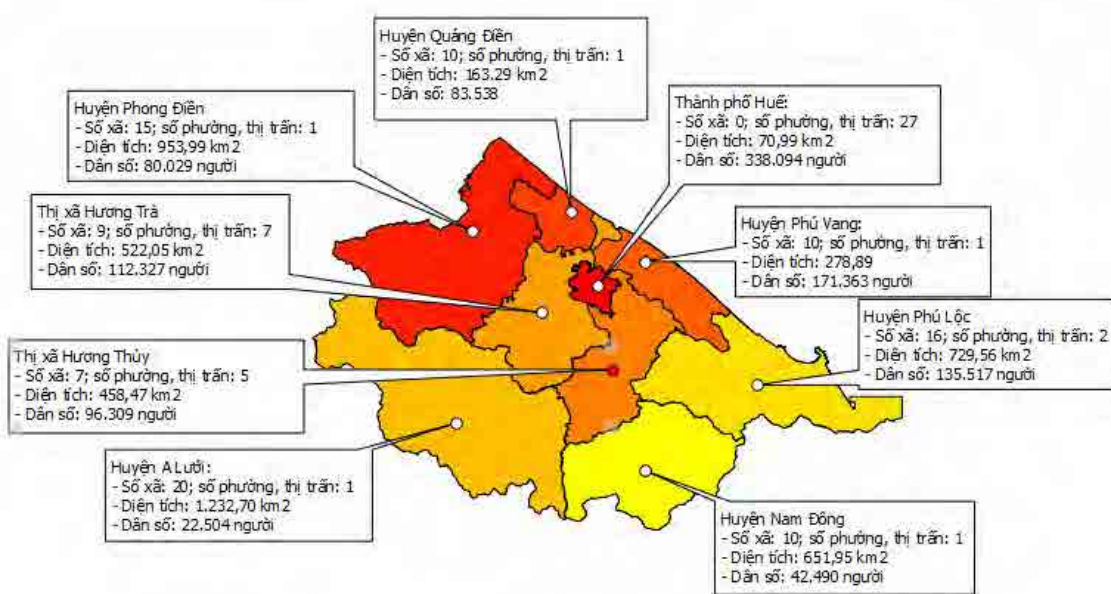 Huyện Quảng Điền
- Số xã: 10; số phường, thị trấn: 1
- Diện tích: 163.29 km2
- Dân số: 83.538
Huyện Phong Điền
- Số xã: 15; số phường, thị trấn: 1
- Diện tích: 953,99 km2
- Dân số: 80.029 người
Thành phố Huế:
- Số xã: 0; số phường, thị trấn: 27
- Diện tích: 70,99 km2
- Dân số: 338.094 người
Thị xã Hương Trà
- Số xã: 9; số phường, thị trấn: 7
- Diện tích: 522,05 km2
- Dân số: 112.327 người
Huyện Phú Vang:
- Số xã: 10; số phường, thị trấn: 1
- Diện tích: 278,89
- Dân số: 171.363 người
Huyện Phú Lộc
- Số xã: 16; số phường, thị trấn: 2
- Diện tích: 729,56 km2
- Dân số: 135.517 người
Thị xã Hương Thủy
- Số xã: 7; số phường, thị trấn: 5
- Diện tích: 458,47 km2
- Dân số: 96.309 người
Huyện A Lưới:
- Số xã: 20; số phường, thị trấn: 1
- Diện tích: 1.232,70 km2
- Dân số: 22.504 người
Huyện Nam Đông
- Số xã: 10; số phường, thị trấn: 1
- Diện tích: 651,95 km2
- Dân số: 42.490 người